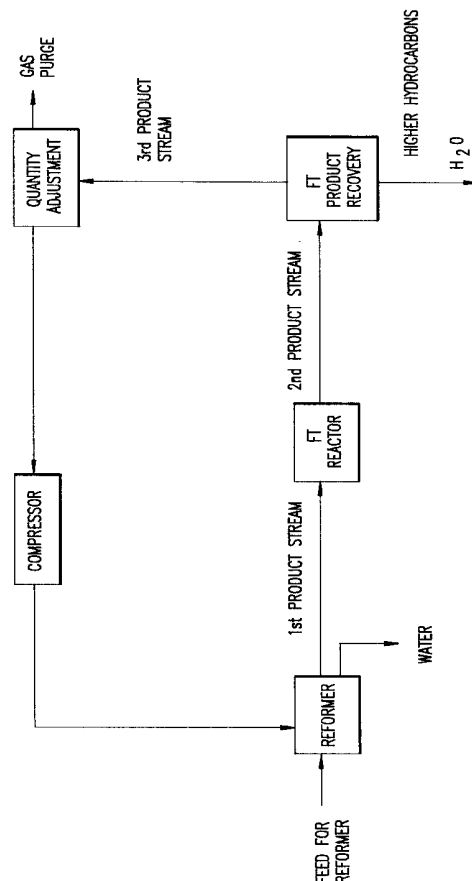 GAS
PURGE
QUANTITY
ADJUSTMENT
3rd PRODUCT
STREAM
COMPRESSOR
FT
PRODUCT
RECOVERY
HIGHER HYDROCARBONS
H2O
2nd PRODUCT STREAM
FT
REACTOR
1st PRODUCT STREAM
REFORMER
WATER
FEED FOR
REFORMER